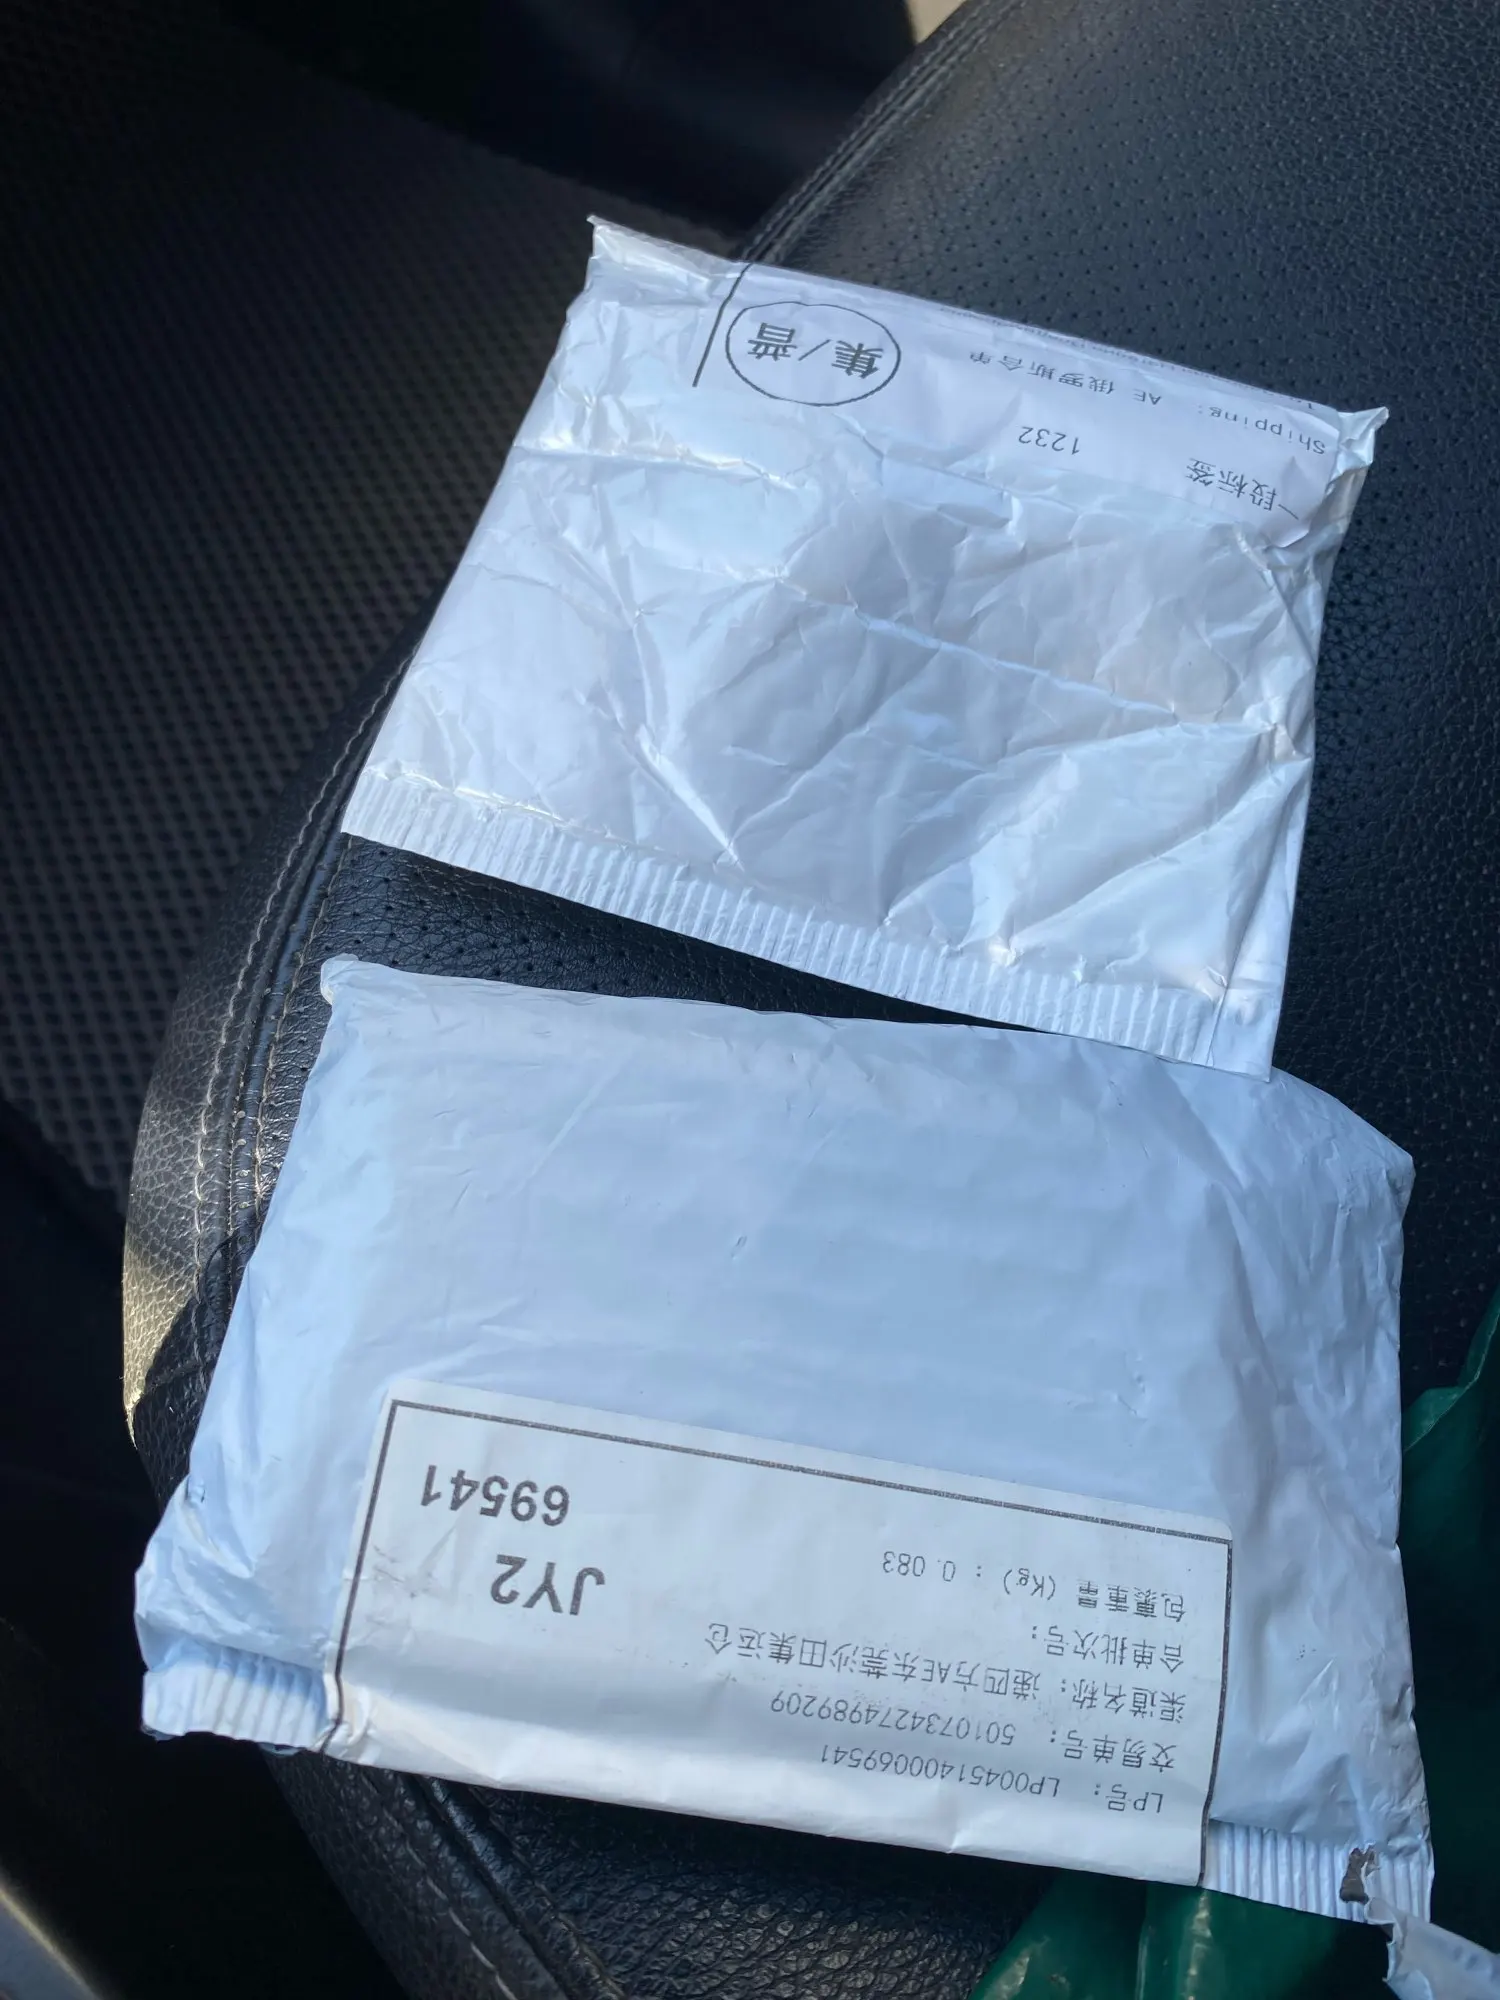 一段标签 1232
Shipping: AE 俄罗斯合单
集/普
LP号: LP00451400069541
交易单号: 5010734274989209
渠道名称: 递四方AE东莞沙田集运仓
合单批次号:
包裹重量 (Kg) : 0.083
JY2
69541